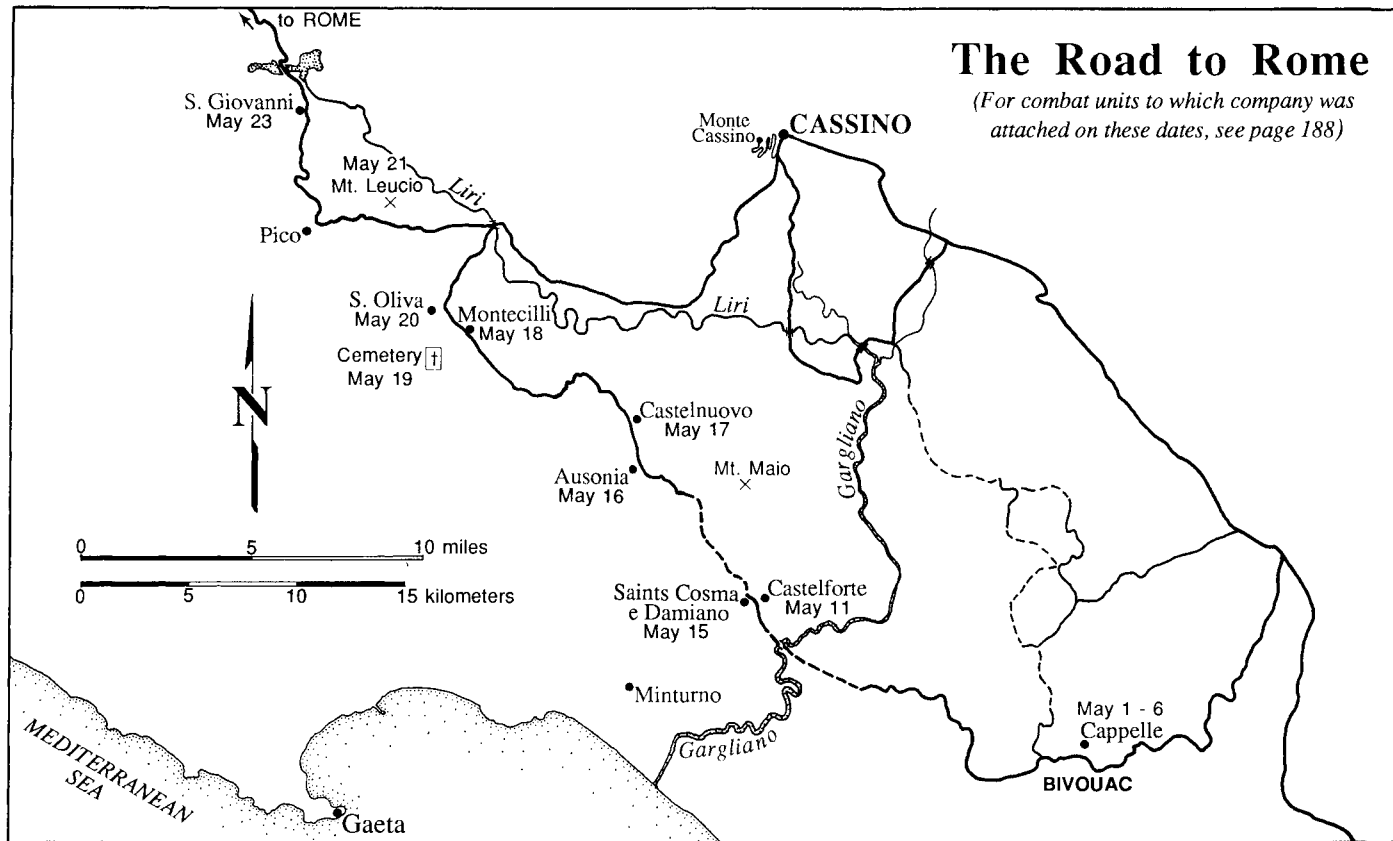 The Road to Rome
(For combat units to which company was
attached on these dates, see page 188)
to ROME
S. Giovanni
May 23
May 21
Mt. Leucio
Liri
Monte
Cassino
CASSINO
Pico
S. Oliva
May 20
Montecilli
May 18
Liri
Cemetery
May 19
N
Castelnuovo
May 17
Gargliano
Ausonia
May 16
Mt. Maio
0 5 10 miles
0 5 10 15 kilometers
Saints Cosma
e Damiano
May 15
Castelforte
May 11
Minturno
Gargliano
May 1 - 6
Cappelle
BIVOUAC
MEDITERRANEAN
SEA
Gaeta